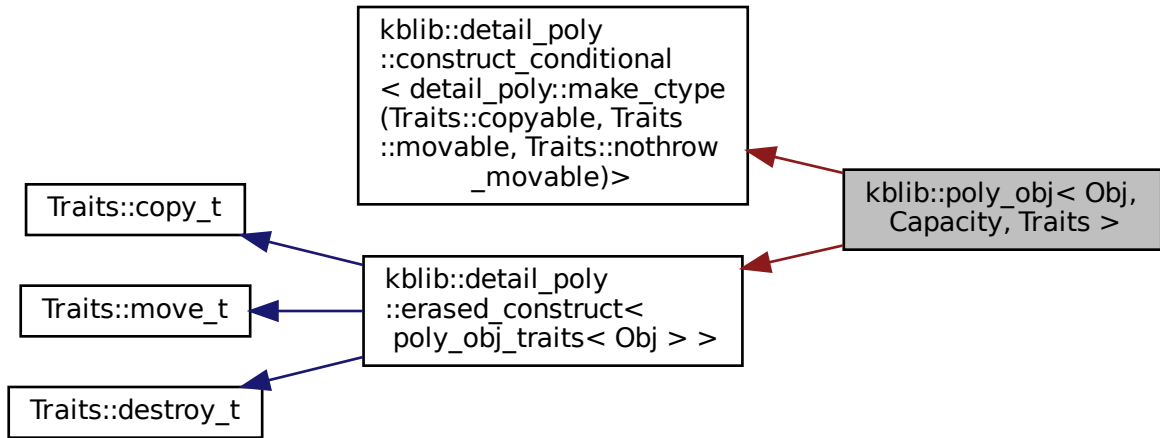 kblib::detail_poly
::construct_conditional
< detail_poly::make_ctype
(Traits::copyable, Traits
::movable, Traits::nothrow
_movable)>
kblib::poly_obj< Obj,
Capacity, Traits >
Traits::copy_t
kblib::detail_poly
::erased_construct<
poly_obj_traits< Obj > >
Traits::move_t
Traits::destroy_t